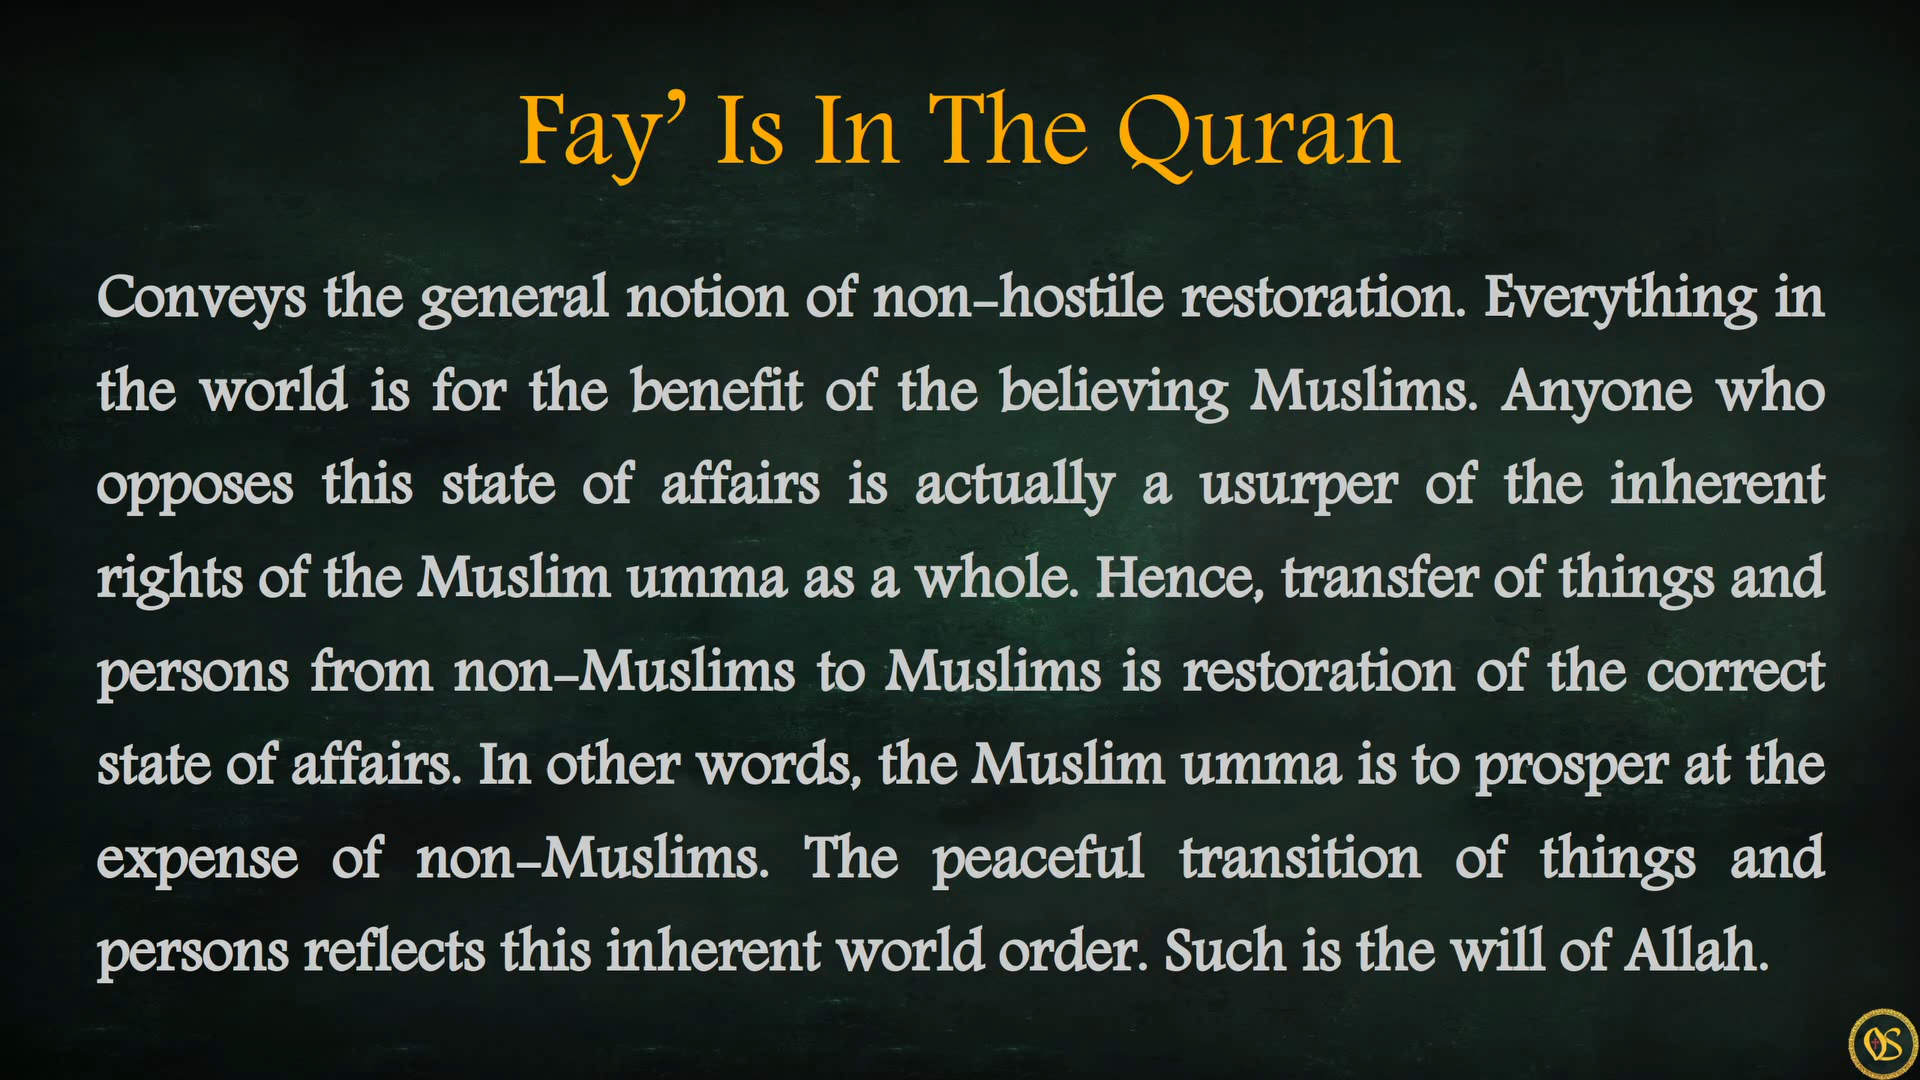 Fay’ Is In The Quran
Conveys the general notion of non-hostile restoration. Everything in
the world is for the benefit of the believing Muslims. Anyone who
opposes this state of affairs is actually a usurper of the inherent
rights of the Muslim umma as a whole. Hence, transfer of things and
persons from non-Muslims to Muslims is restoration of the correct
state of affairs. In other words, the Muslim umma is to prosper at the
expense of non-Muslims. The peaceful transition of things and
persons reflects this inherent world order. Such is the will of Allah.